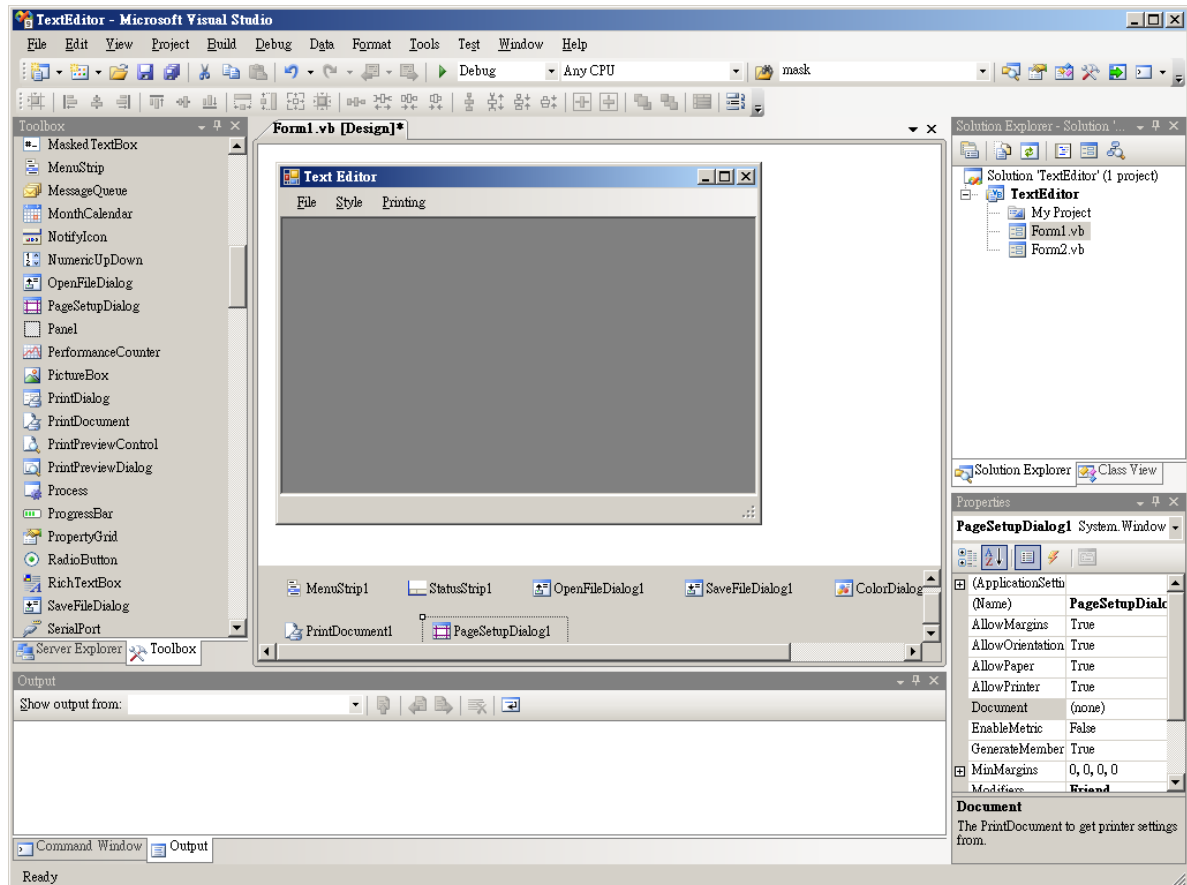 TextEditor - Microsoft Visual Studio
File Edit View Project Build Debug Data Format Tools Test Window Help
Debug Any CPU mask
Toolbox
MaskedTextBox
MenuStrip
MessageQueue
MonthCalendar
NotifyIcon
NumericUpDown
OpenFileDialog
PageSetupDialog
Panel
PerformanceCounter
PictureBox
PrintDialog
PrintDocument
PrintPreviewControl
PrintPreviewDialog
Process
ProgressBar
PropertyGrid
RadioButton
RichTextBox
SaveFileDialog
SerialPort
Server Explorer Toolbox
Form1.vb [Design]*
Text Editor
File Style Printing
MenuStrip1 StatusStrip1 OpenFileDialog1 SaveFileDialog1 ColorDialog
PrintDocument1 PageSetupDialog1
Solution Explorer - Solution '...
Solution 'TextEditor' (1 project)
TextEditor
My Project
Form1.vb
Form2.vb
Solution Explorer Class View
Properties
PageSetupDialog1 System.Window
(ApplicationSettin
(Name) PageSetupDialc
AllowMargins True
AllowOrientation True
AllowPaper True
AllowPrinter True
Document (none)
EnableMetric False
GenerateMember True
MinMargins 0, 0, 0, 0
Modifiers Friend
Document
The PrintDocument to get printer settings
from.
Output
Show output from:
Command Window Output
Ready